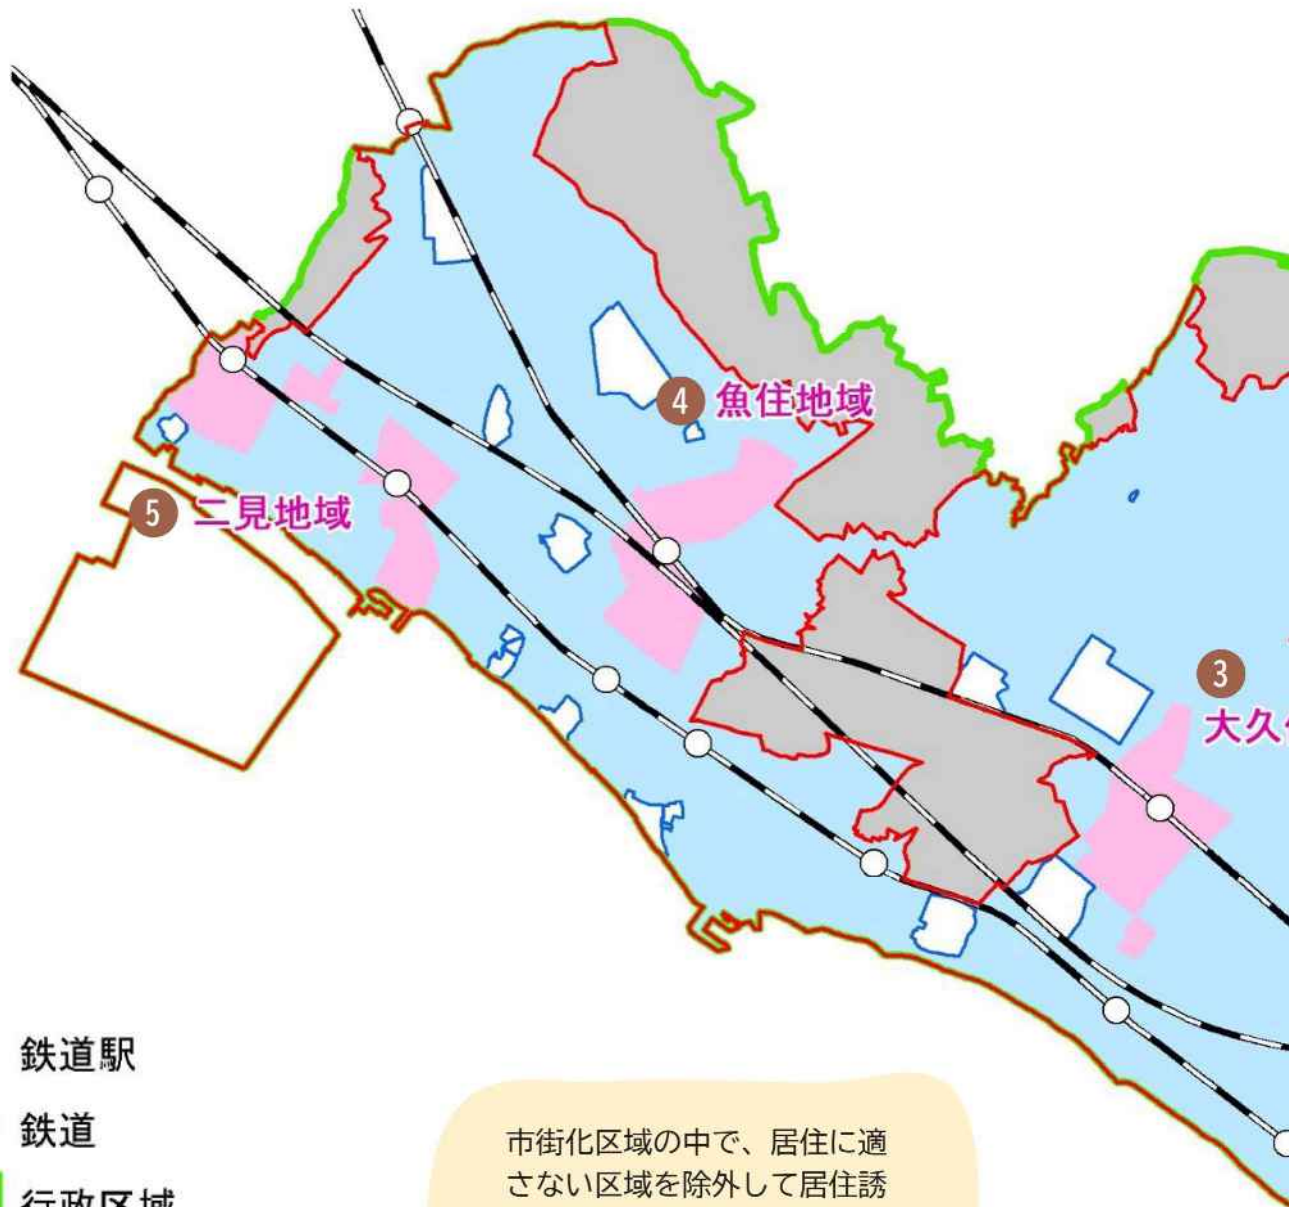 4 魚住地域
5 二見地域
3
大久
鉄道駅
鉄道
行政区域
市街化区域の中で、居住に適
さない区域を除外して居住誘